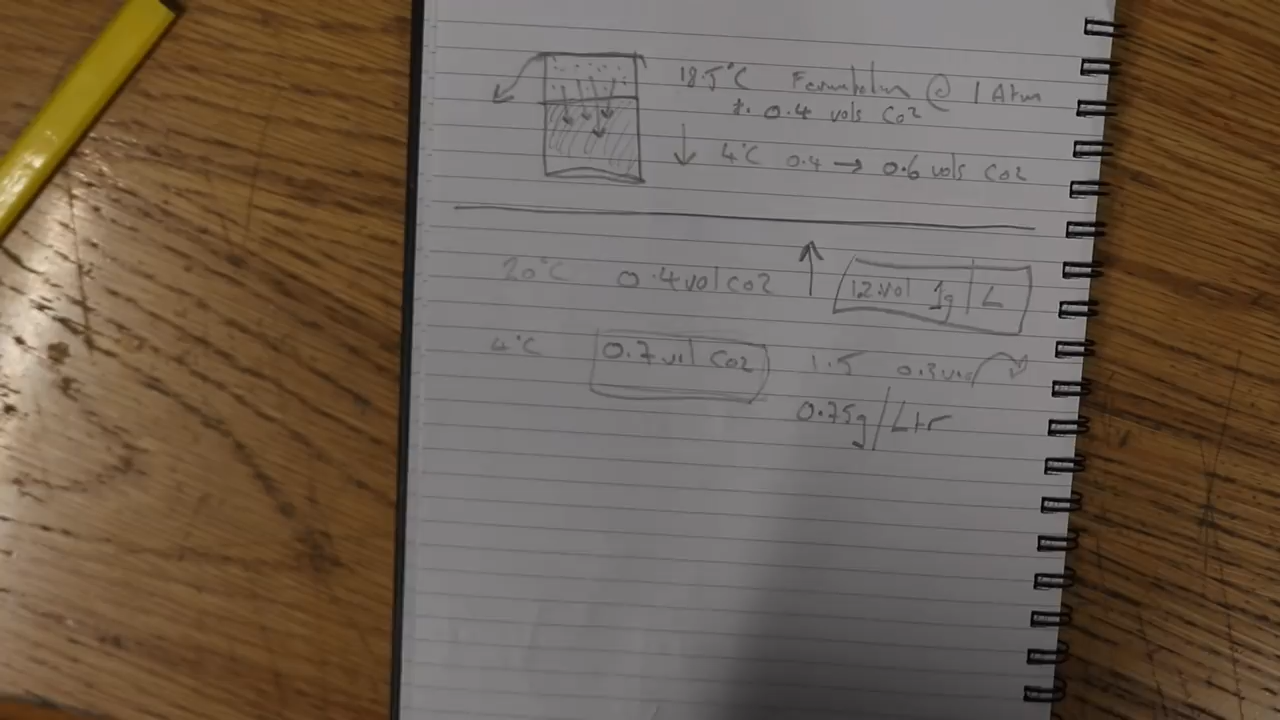 18.5°C Fermentation @ 1 Atm
0.4 vols CO2
↓ 4°C 0.4 → 0.6 vols CO2
20°C 0.4 vol CO2 ↑ 1.2 vol 1g/L
4°C 0.7 vol CO2 1.5 0.3
0.75g/Ltr